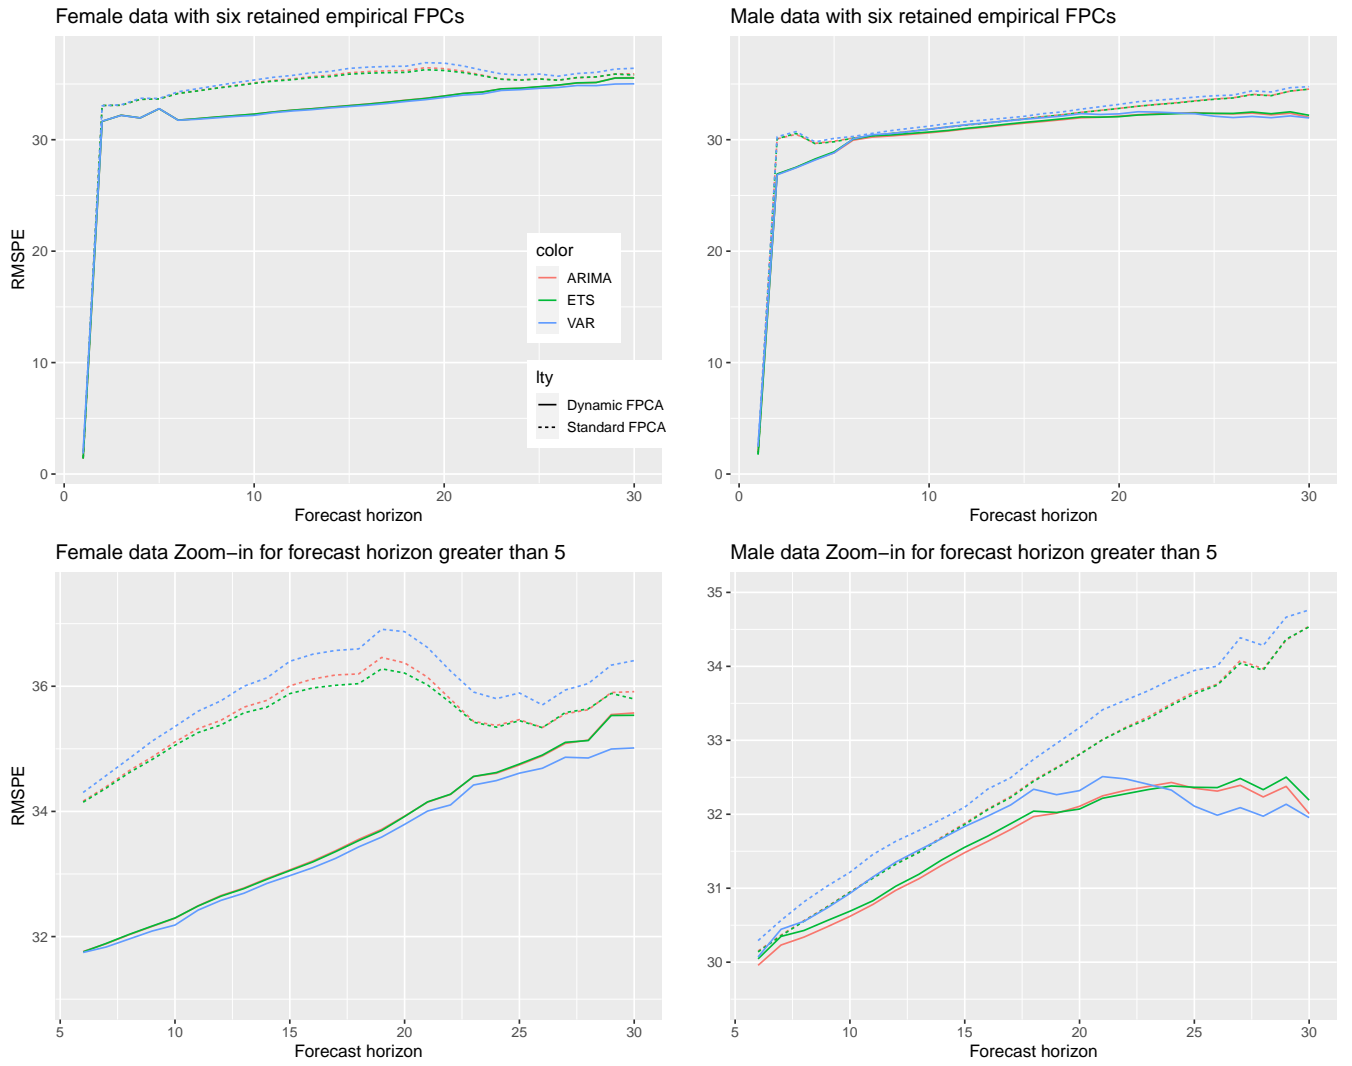 Female data with six retained empirical FPCs
Male data with six retained empirical FPCs
RMSPE
30
20
10
0
0 10 20 30
Forecast horizon
color
ARIMA
ETS
VAR
lty
Dynamic FPCA
Standard FPCA
30
20
10
0
0 10 20 30
Forecast horizon
Female data Zoom−in for forecast horizon greater than 5
Male data Zoom−in for forecast horizon greater than 5
RMSPE
36
34
32
5 10 15 20 25 30
Forecast horizon
35
34
33
32
31
30
5 10 15 20 25 30
Forecast horizon